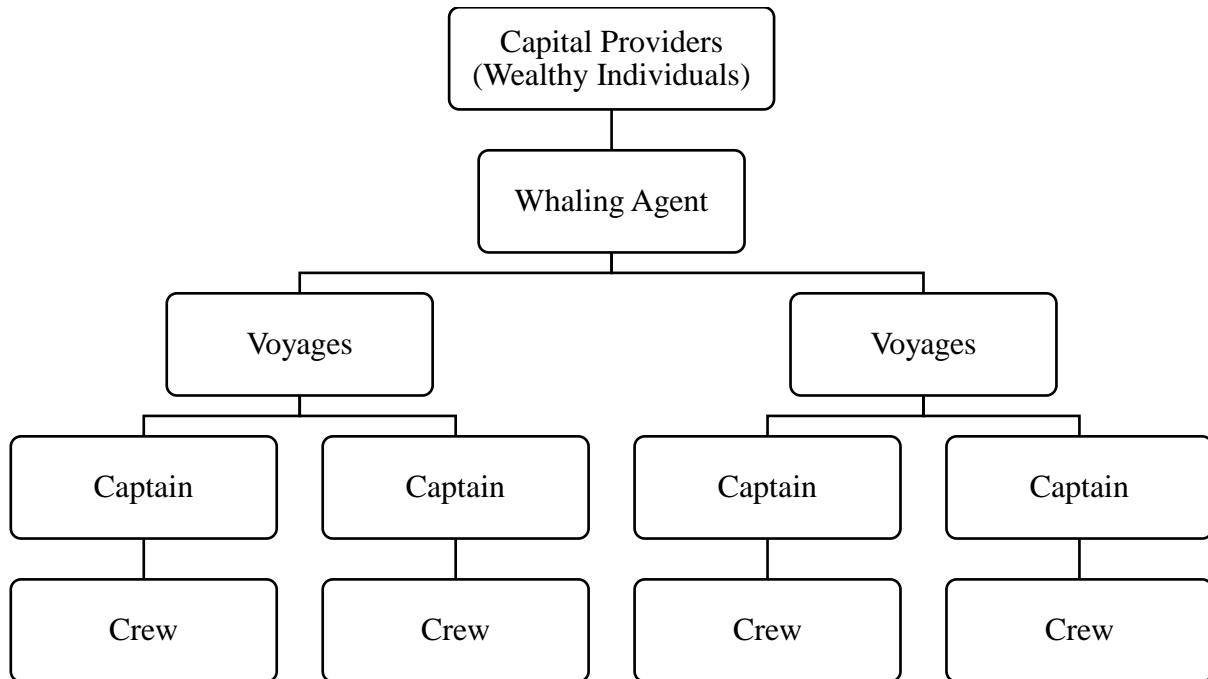 Capital Providers
(Wealthy Individuals)
Whaling Agent
Voyages
Voyages
Captain
Captain
Captain
Captain
Crew
Crew
Crew
Crew